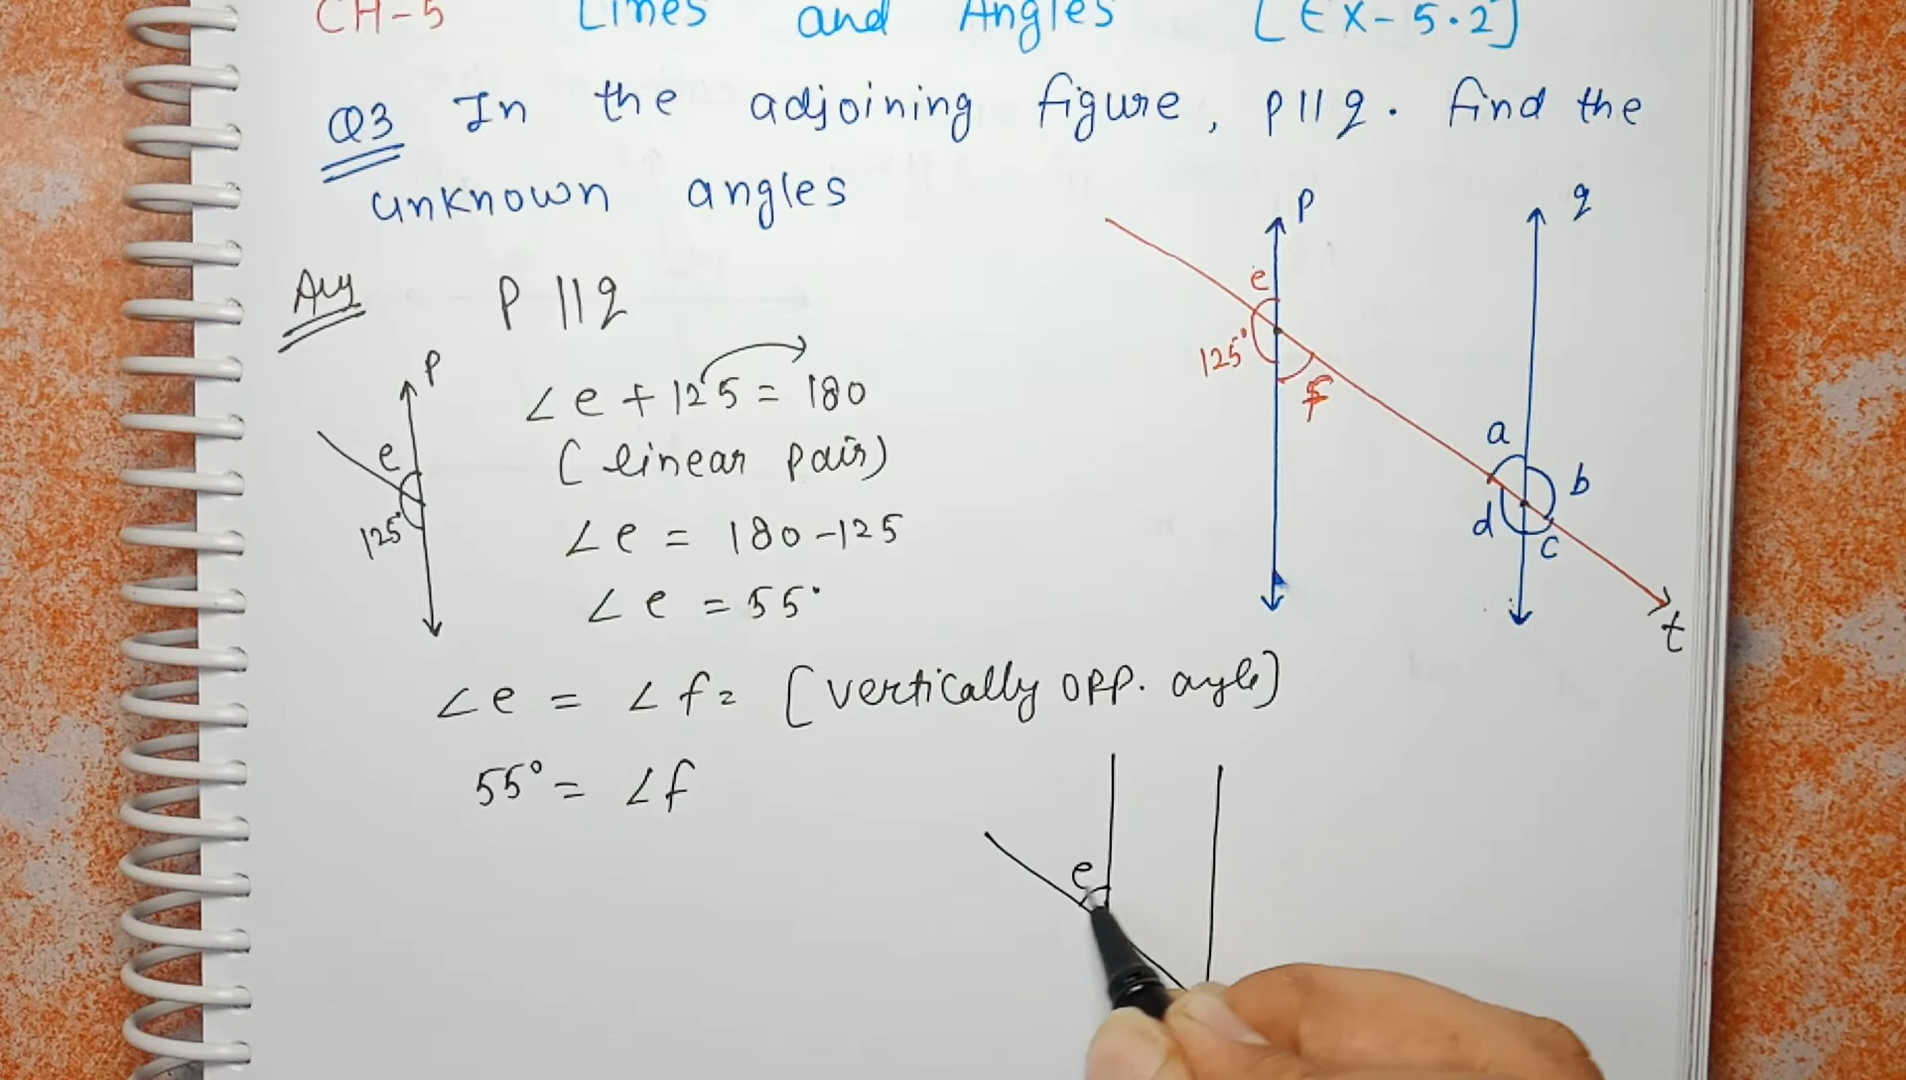 CH-5 Lines and Angles [EX-5.2]
Q3 In the adjoining figure, P||q. find the
unknown angles
Ans P ||q
∠e + 125 = 180
(linear pair)
∠e = 180-125
∠e = 55°
∠e = ∠f= [vertically opp. angle]
55° = ∠f
P
e
125°
P
q
e
125°
f
a
b
d
c
t
e